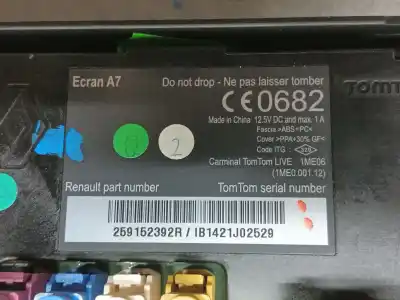 Ecran A7
Do not drop - Ne pas laisser tomber
CE0682
Made in China 12.5V DC and max. 1 A
Fascia >ABS+PC<
Cover >PPA+30% GF<
Code ITG :
Carminat TomTom LIVE 1ME06
(1ME0.001.12)
TOMT
2
Renault part number
TomTom serial number
259152392R / IB1421J02529